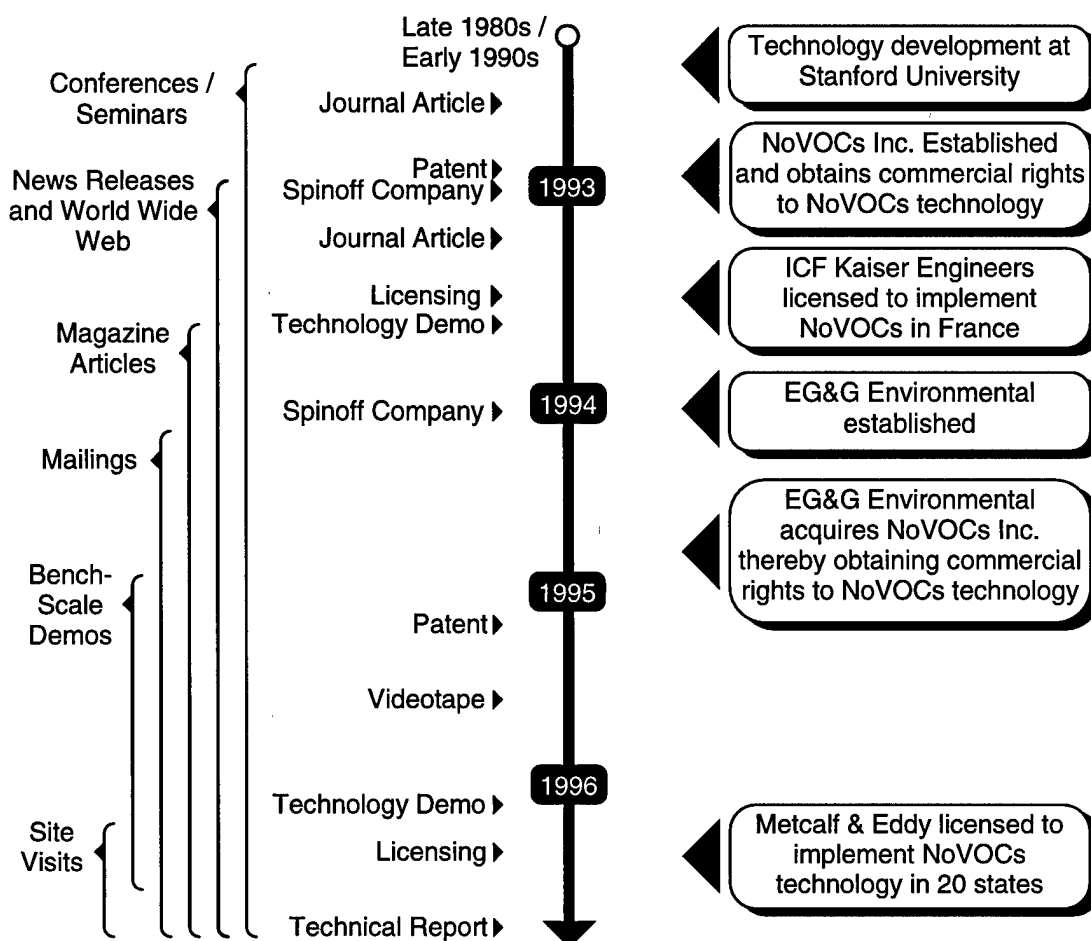 Late 1980s /
Early 1990s
Technology development at
Stanford University
Conferences /
Seminars
Journal Article
Patent
Spinoff Company
1993
NoVOCs Inc. Established
and obtains commercial rights
to NoVOCs technology
News Releases
and World Wide
Web
Journal Article
Licensing
Technology Demo
ICF Kaiser Engineers
licensed to implement
NoVOCs in France
Magazine
Articles
Spinoff Company
1994
EG&G Environmental
established
Mailings
EG&G Environmental
acquires NoVOCs Inc.
thereby obtaining commercial
rights to NoVOCs technology
Bench-
Scale
Demos
1995
Patent
Videotape
1996
Technology Demo
Licensing
Metcalf & Eddy licensed to
implement NoVOCs
technology in 20 states
Site
Visits
Technical Report